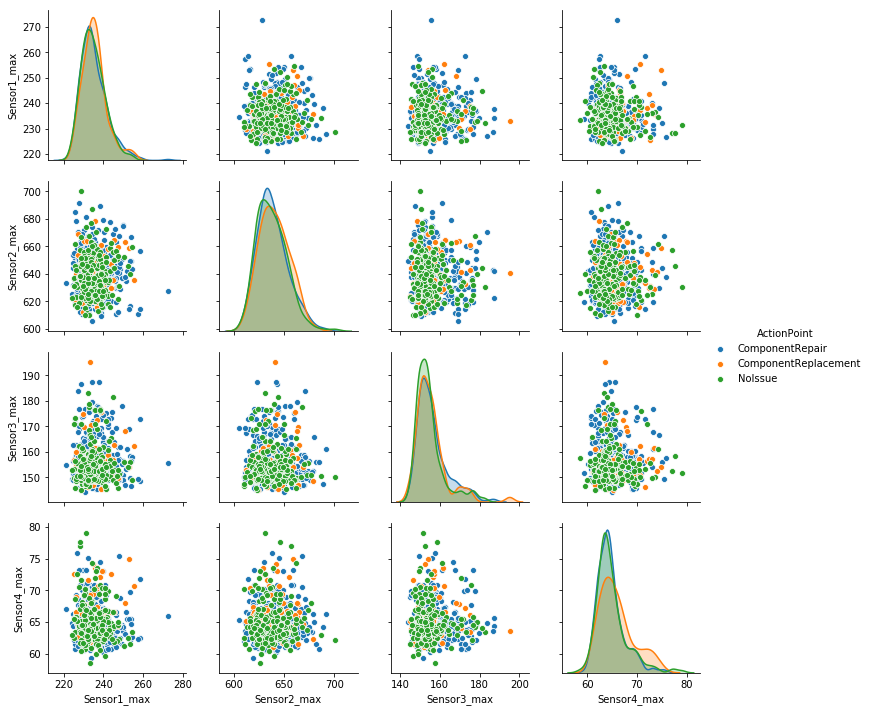 270
260
250
240
230
220
Sensor1_max
700
680
660
640
620
600
Sensor2_max
ActionPoint
ComponentRepair
ComponentReplacement
NoIssue
190
180
170
160
150
Sensor3_max
80
75
70
65
60
Sensor4_max
220 240 260 280
600 650 700
140 160 180 200
60 70 80
Sensor1_max Sensor2_max Sensor3_max Sensor4_max